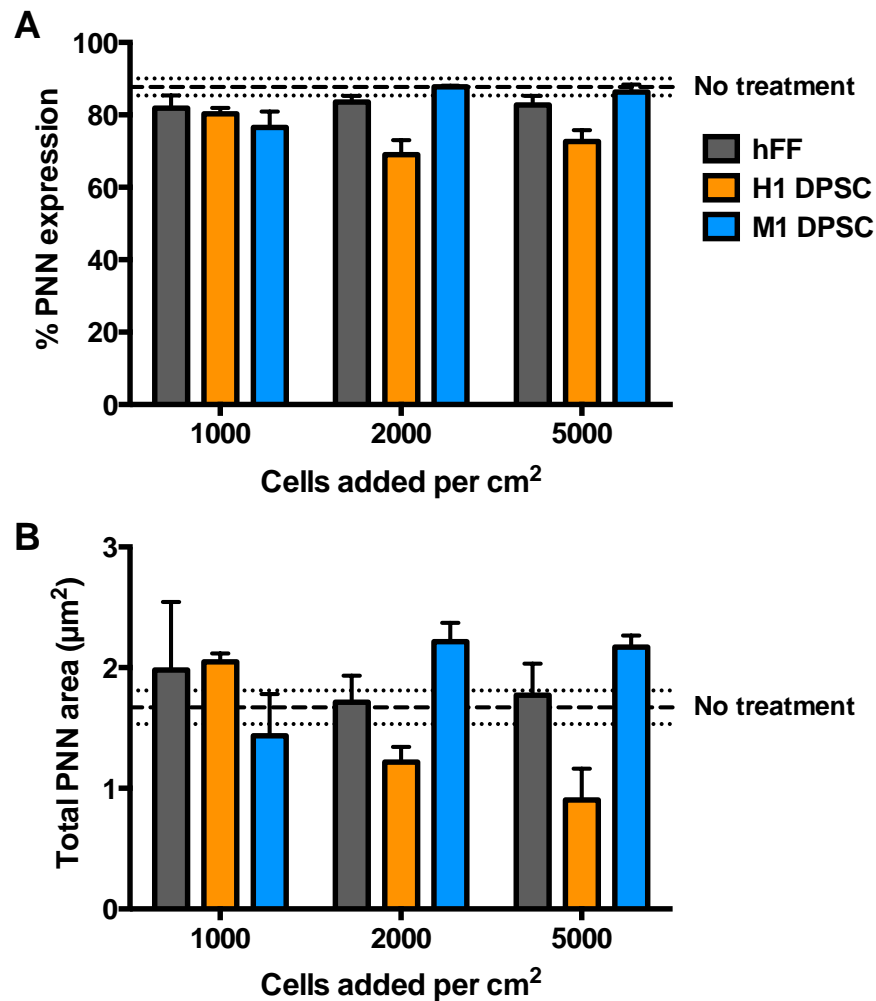 A
% PNN expression
100
80
60
40
20
0
No treatment
hFF
H1 DPSC
M1 DPSC
1000 2000 5000
Cells added per cm²
B
Total PNN area (µm²)
3
2
1
0
No treatment
1000 2000 5000
Cells added per cm²